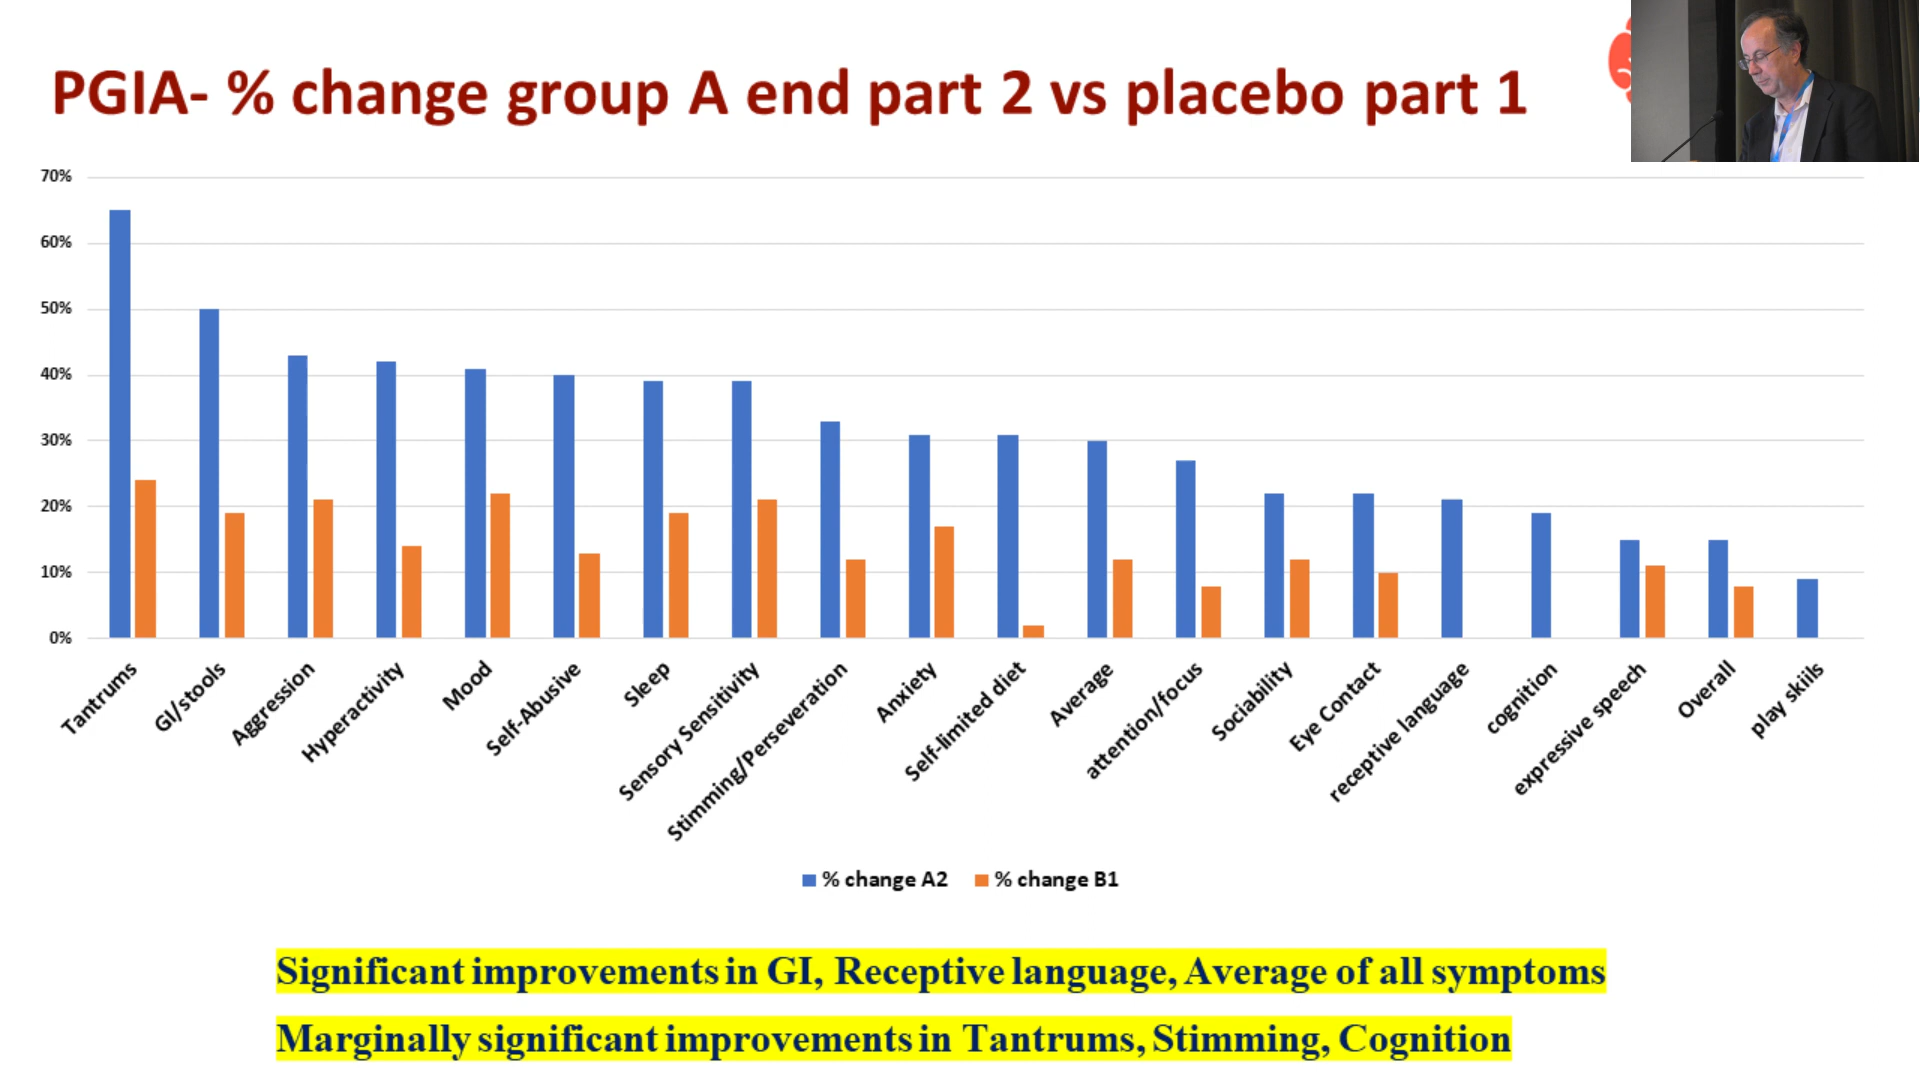 PGIA- % change group A end part 2 vs placebo part 1
70%
60%
50%
40%
30%
20%
10%
0%
Tantrums
GI/stools
Aggression
Hyperactivity
Mood
Self-Abusive
Sleep
Sensory Sensitivity
Stimming/Perseveration
Anxiety
Self-limited diet
Average
attention/focus
Sociability
Eye Contact
receptive language
cognition
expressive speech
Overall
play skiils
% change A2 % change B1
Significant improvements in GI, Receptive language, Average of all symptoms
Marginally significant improvements in Tantrums, Stimming, Cognition